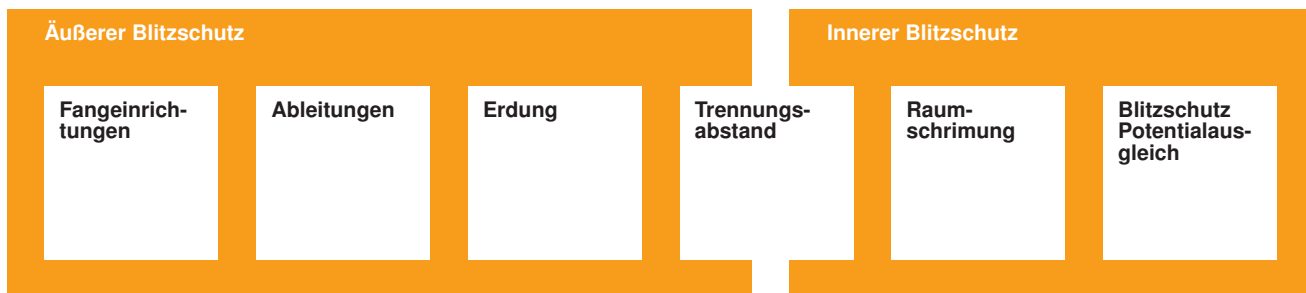 Äußerer Blitzschutz
Innerer Blitzschutz
Fangeinrich-
tungen
Ableitungen
Erdung
Trennungs-
abstand
Raum-
schrimung
Blitzschutz
Potentialaus-
gleich